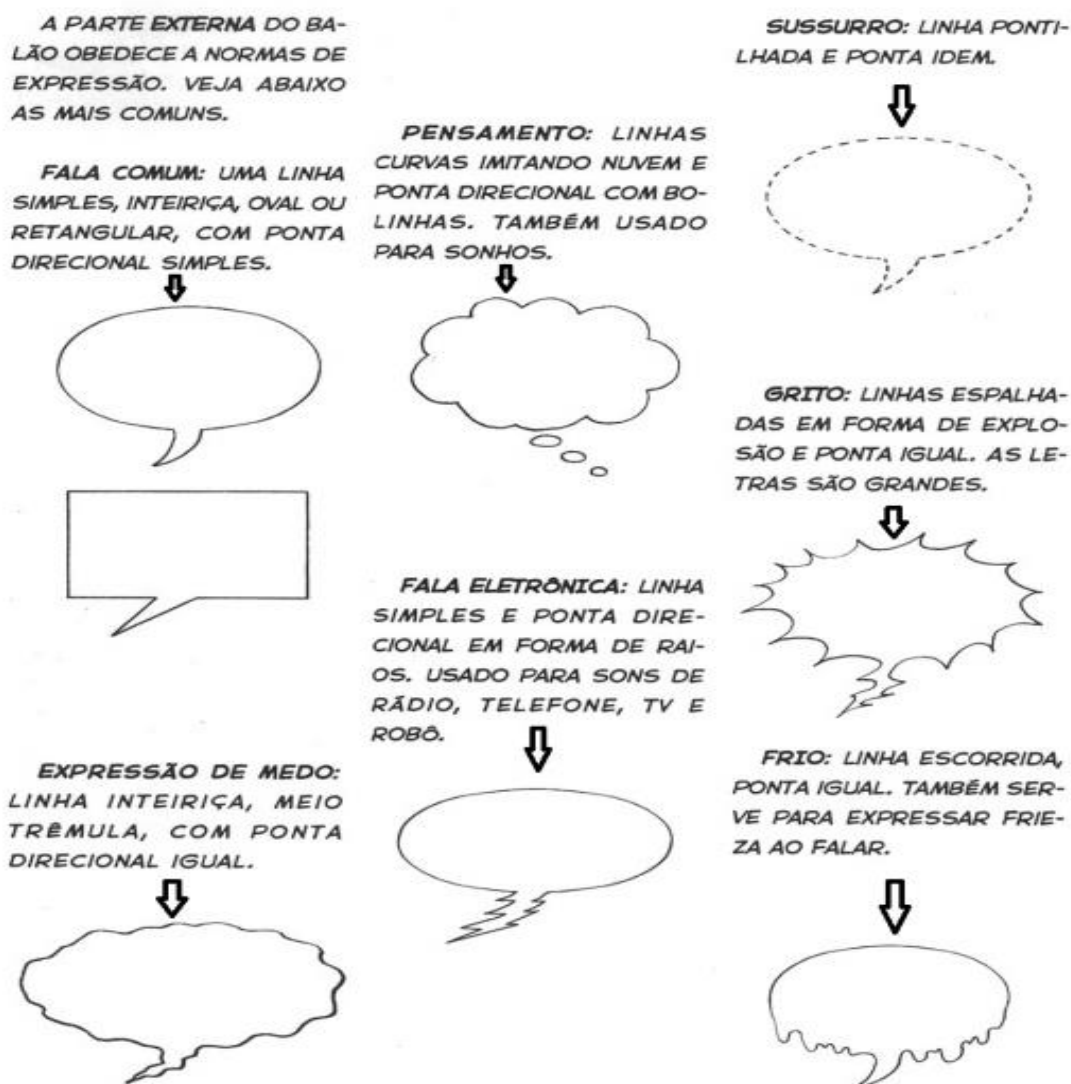 A PARTE EXTERNA DO BA-
LÃO OBEDECE A NORMAS DE
EXPRESSÃO. VEJA ABAIXO
AS MAIS COMUNS.
FALA COMUM: UMA LINHA
SIMPLES, INTEIRIÇA, OVAL OU
RETANGULAR, COM PONTA
DIRECIONAL SIMPLES.
EXPRESSÃO DE MEDO:
LINHA INTEIRIÇA, MEIO
TRÊMULA, COM PONTA
DIRECIONAL IGUAL.
PENSAMENTO: LINHAS
CURVAS IMITANDO NUVEM E
PONTA DIRECIONAL COM BO-
LINHAS. TAMBÉM USADO
PARA SONHOS.
FALA ELETRÔNICA: LINHA
SIMPLES E PONTA DIRE-
CIONAL EM FORMA DE RAI-
OS. USADO PARA SONS DE
RÁDIO, TELEFONE, TV E
ROBÔ.
SUSSURRO: LINHA PONTI-
LHADA E PONTA IDEM.
GRITO: LINHAS ESPALHA-
DAS EM FORMA DE EXPLO-
SÃO E PONTA IGUAL. AS LE-
TRAS SÃO GRANDES.
FRIO: LINHA ESCORRIDA,
PONTA IGUAL. TAMBÉM SER-
VE PARA EXPRESSAR FRIE-
ZA AO FALAR.